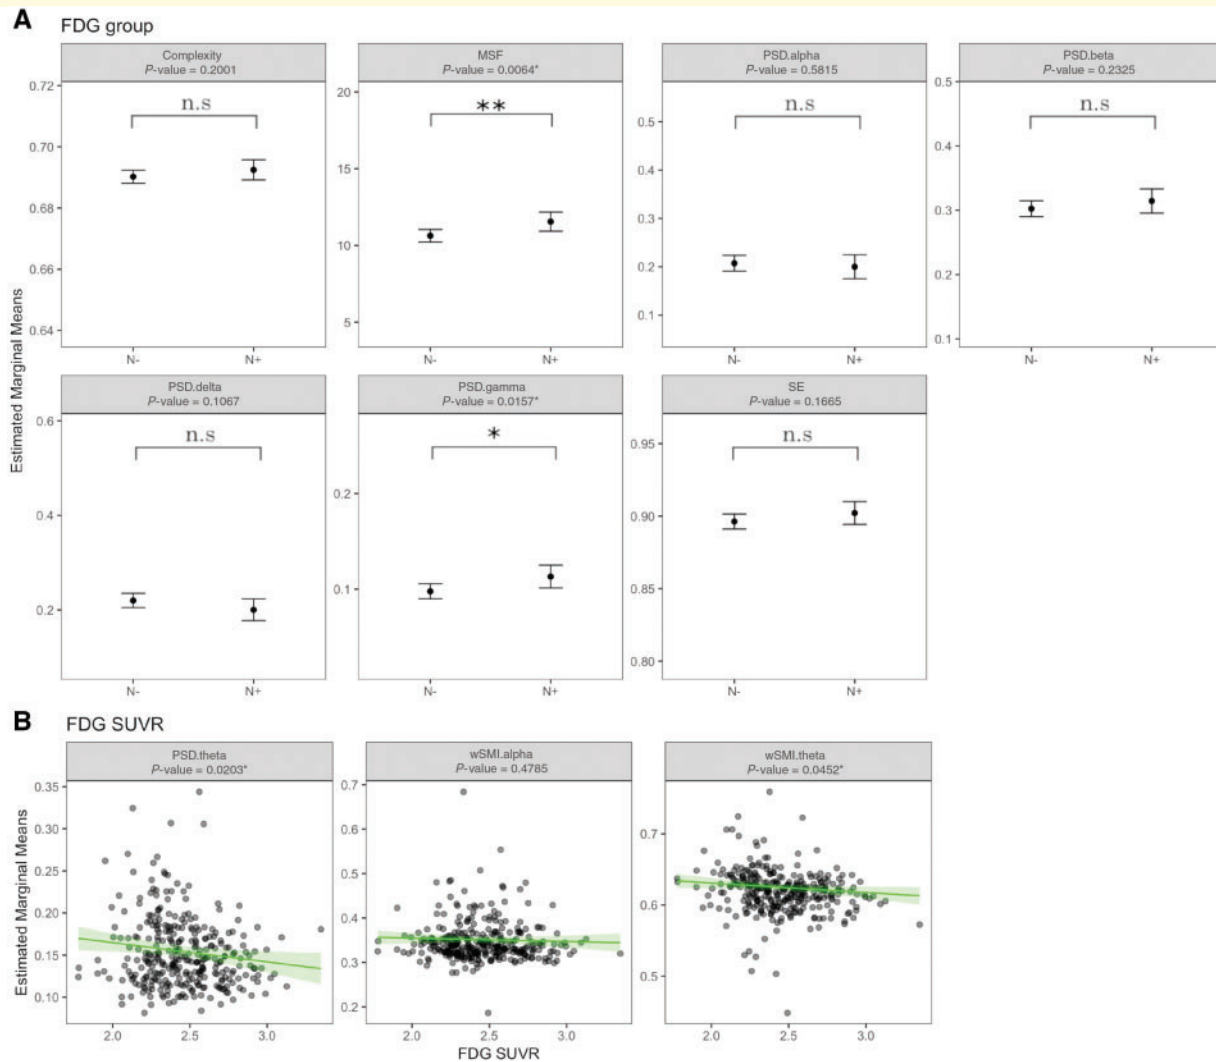 A
FDG group
Complexity
P-value = 0.2001
MSF
P-value = 0.0064*
PSD.alpha
P-value = 0.5815
PSD.beta
P-value = 0.2325
0.72
0.70
0.68
0.66
0.64
n.s
N-
N+
20
15
10
5
**
N-
N+
0.5
0.4
0.3
0.2
0.1
n.s
N-
N+
0.5
0.4
0.3
0.2
0.1
n.s
N-
N+
Estimated Marginal Means
PSD.delta
P-value = 0.1067
PSD.gamma
P-value = 0.0157*
SE
P-value = 0.1665
0.6
0.4
0.2
n.s
N-
N+
0.2
0.1
*
N-
N+
0.95
0.90
0.85
0.80
n.s
N-
N+
B
FDG SUVR
PSD.theta
P-value = 0.0203*
wSMI.alpha
P-value = 0.4785
wSMI.theta
P-value = 0.0452*
Estimated Marginal Means
0.35
0.30
0.25
0.20
0.15
0.10
2.0
2.5
3.0
0.7
0.6
0.5
0.4
0.3
0.2
2.0
2.5
3.0
0.7
0.6
0.5
2.0
2.5
3.0
FDG SUVR